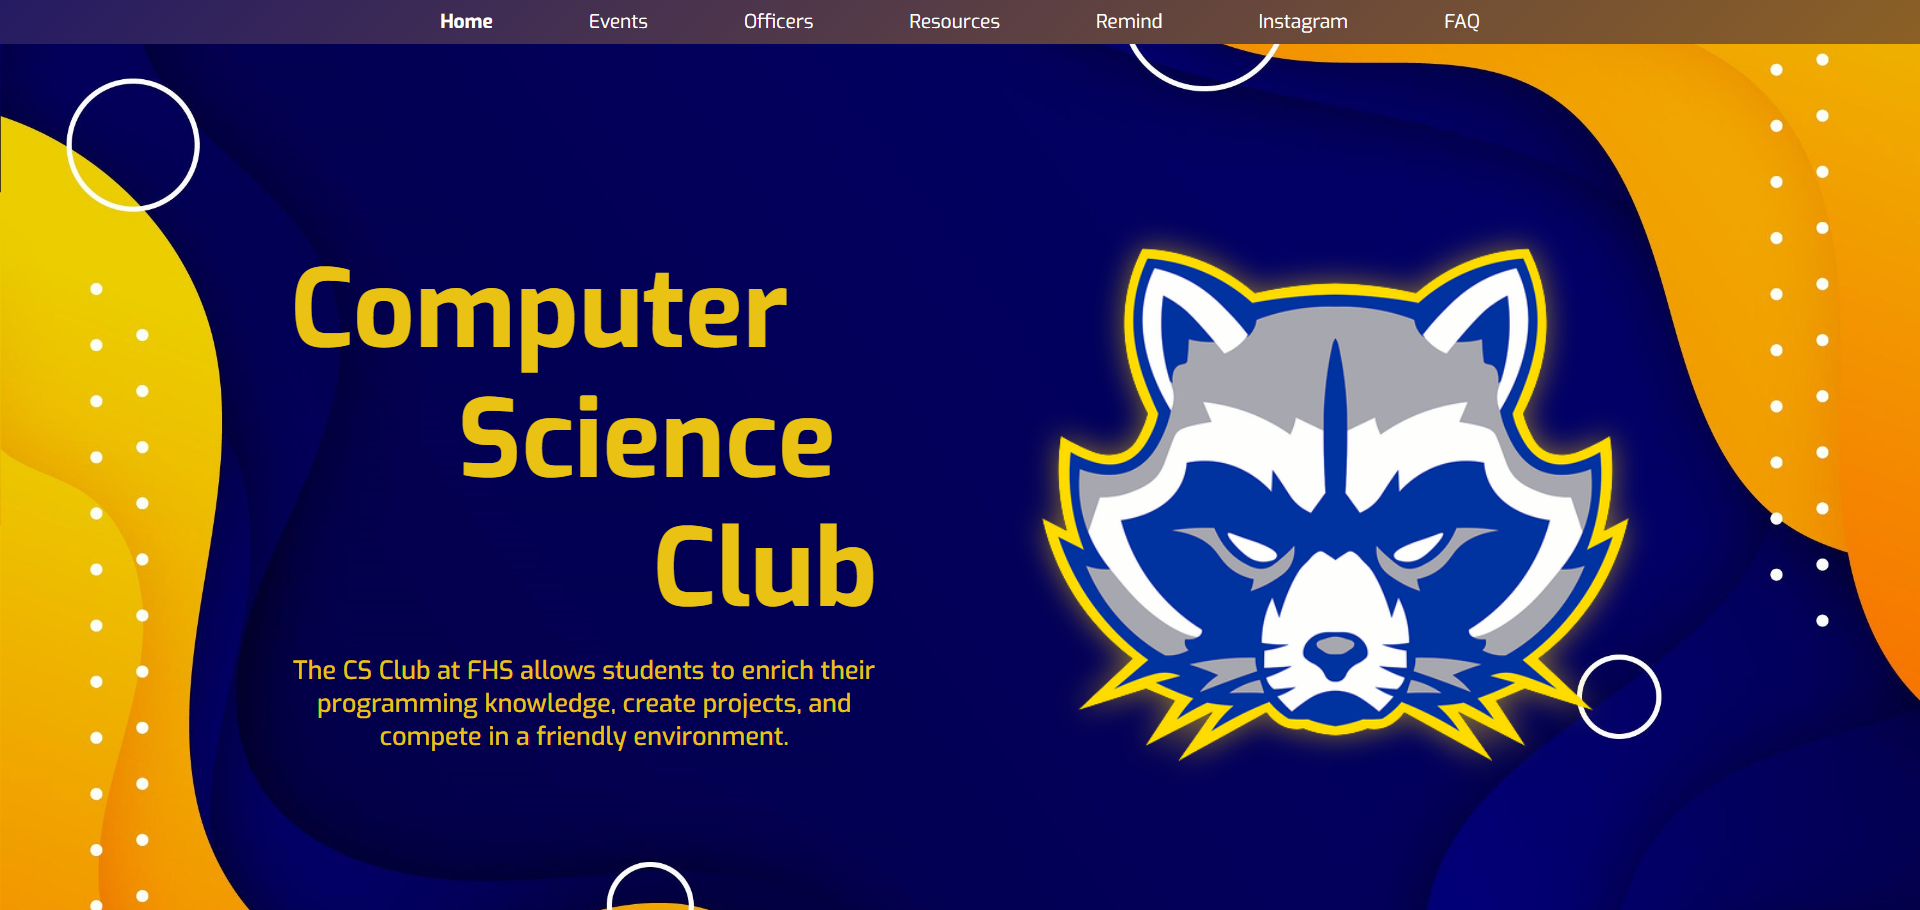 Home Events Officers Resources Remind Instagram FAQ
Computer
Science
Club
The CS Club at FHS allows students to enrich their
programming knowledge, create projects, and
compete in a friendly environment.